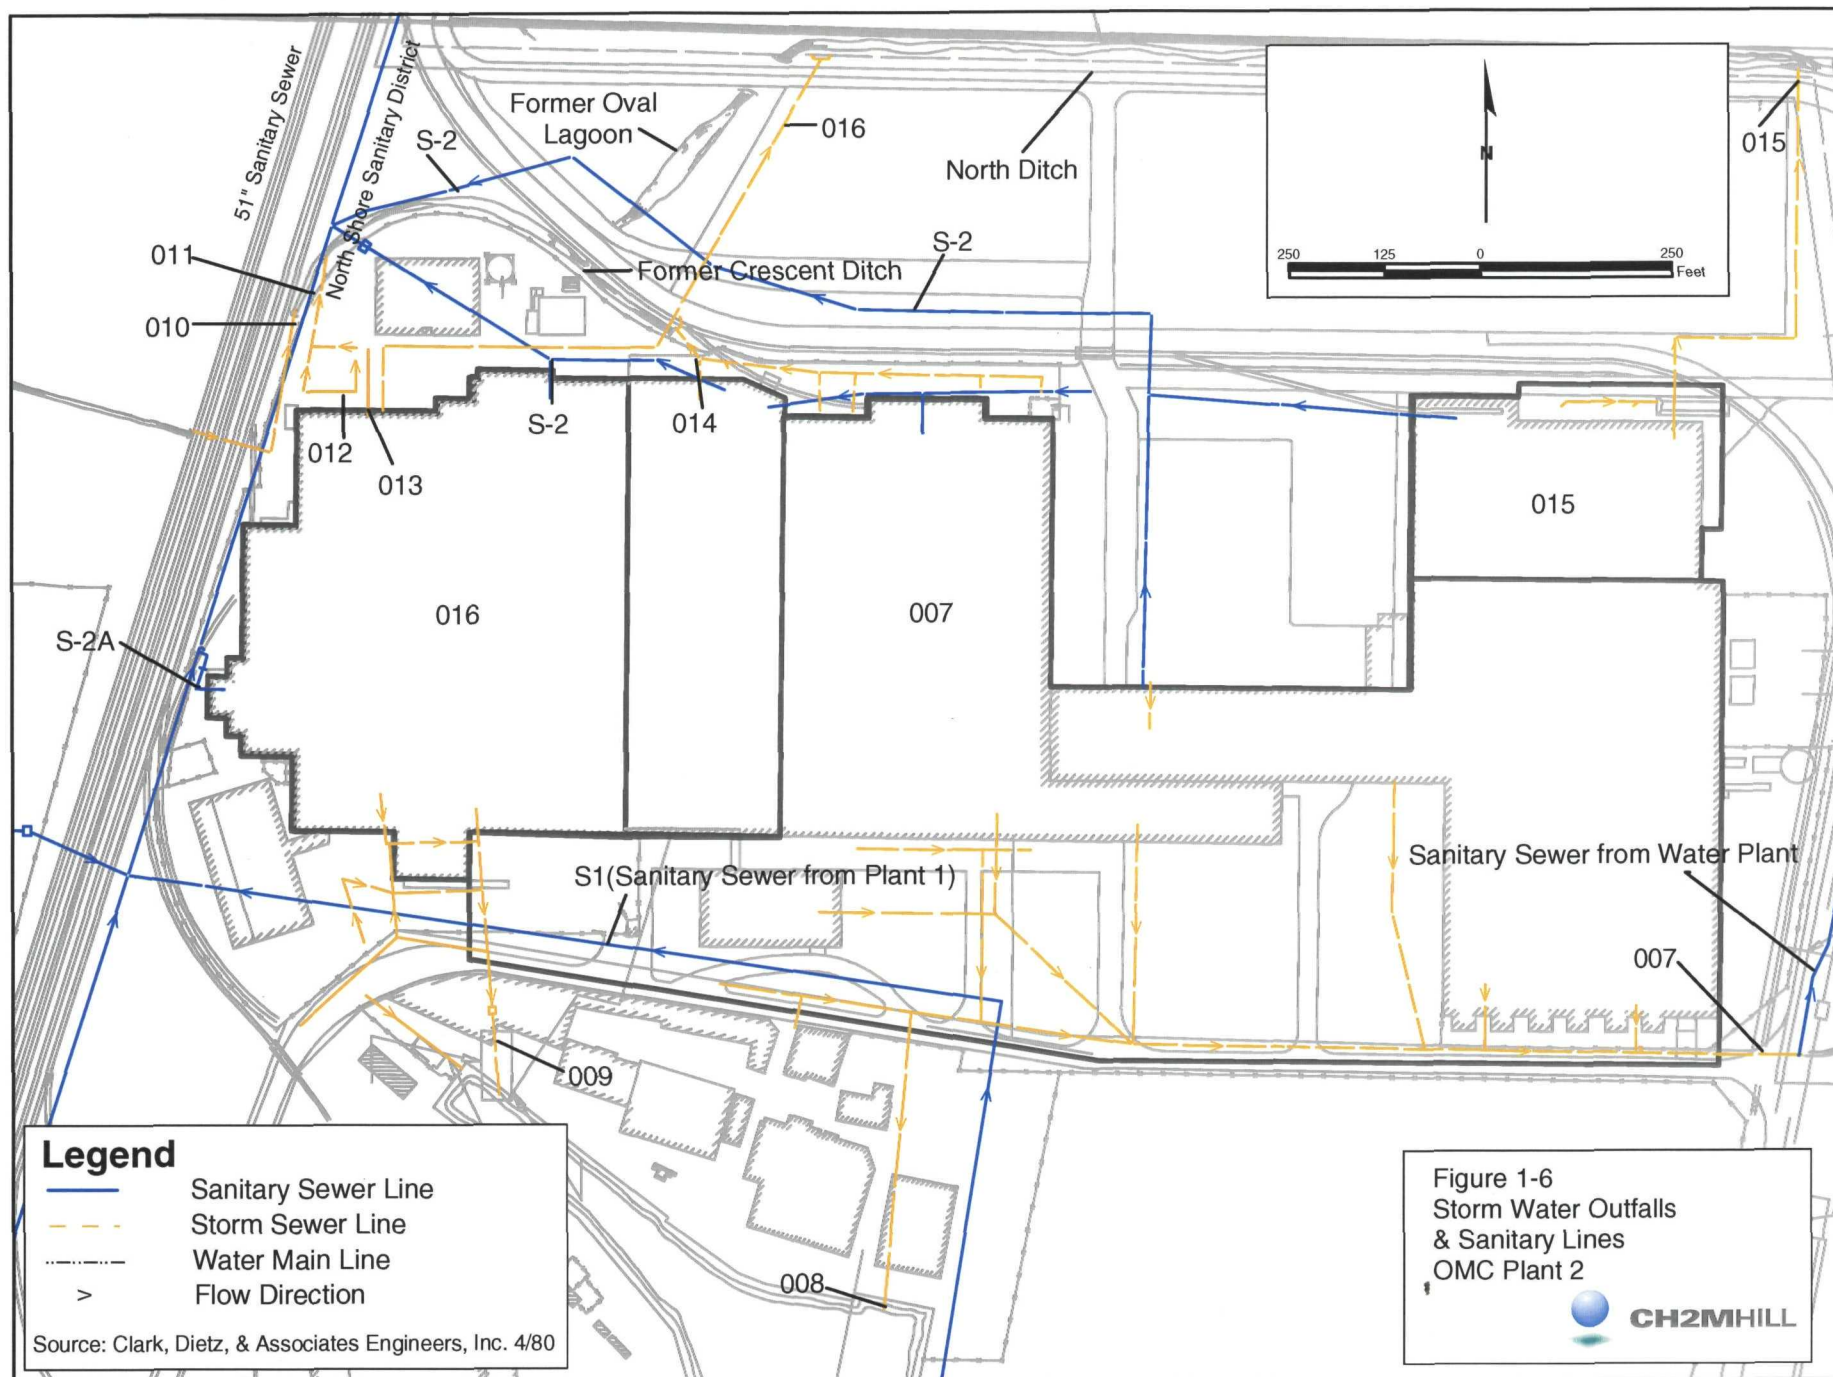 51" Sanitary Sewer
North Shore Sanitary District
Former Oval
Lagoon
S-2
016
North Ditch
015
N
250 125 0 250
Feet
011
S-2
Former Crescent Ditch
010
012
013
S-2
014
015
016
007
S-2A
S1(Sanitary Sewer from Plant 1)
Sanitary Sewer from Water Plant
007
009
008
Legend
Sanitary Sewer Line
Storm Sewer Line
Water Main Line
> Flow Direction
Source: Clark, Dietz, & Associates Engineers, Inc. 4/80
Figure 1-6
Storm Water Outfalls
& Sanitary Lines
OMC Plant 2
CH2MHILL